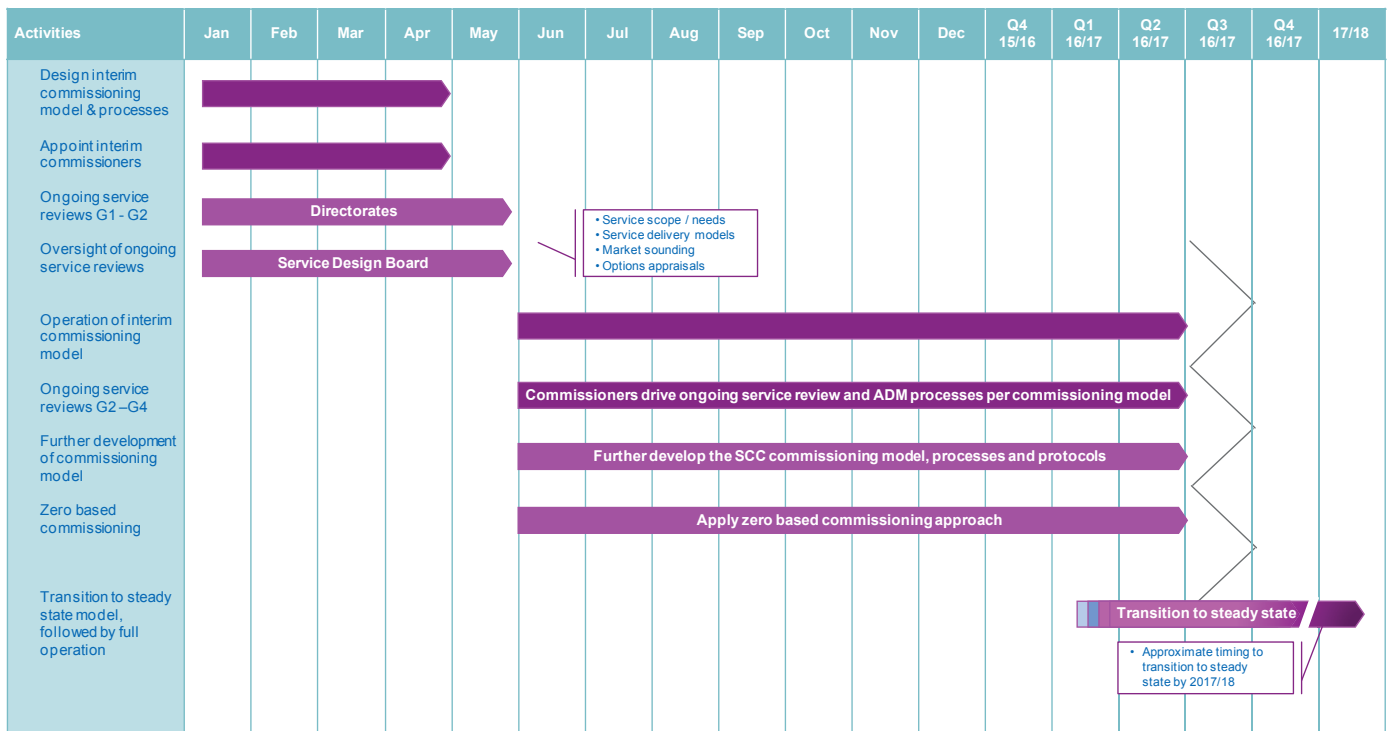 Activities Jan Feb Mar Apr May Jun Jul Aug Sep Oct Nov Dec Q4 15/16 Q1 16/17 Q2 16/17 Q3 16/17 Q4 16/17 17/18
Design interim
commissioning
model & processes
Appoint interim
commissioners
Ongoing service
reviews G1 - G2
Directorates
• Service scope / needs
• Service delivery models
• Market sounding
• Options appraisals
Oversight of ongoing
service reviews
Service Design Board
Operation of interim
commissioning
model
Ongoing service
reviews G2 –G4
Commissioners drive ongoing service review and ADM processes per commissioning model
Further development
of commissioning
model
Further develop the SCC commissioning model, processes and protocols
Zero based
commissioning
Apply zero based commissioning approach
Transition to steady
state model,
followed by full
operation
Transition to steady state
• Approximate timing to
transition to steady
state by 2017/18